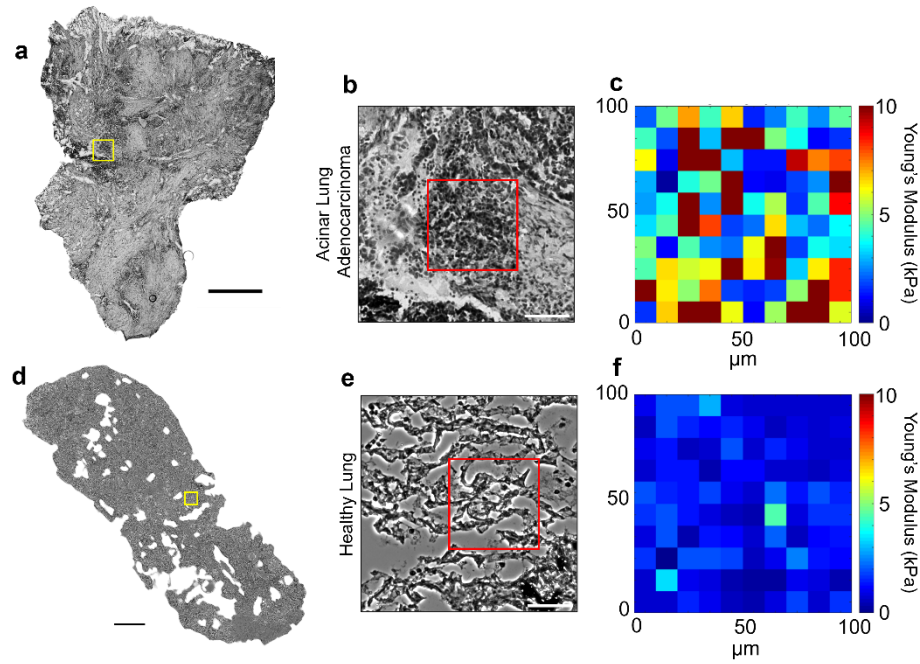 a
b
c
Acinar Lung
Adenocarcinoma
100
50
0
0
50
100
µm
10
5
0
Young's Modulus (kPa)
d
e
f
Healthy Lung
100
50
0
0
50
100
µm
10
5
0
Young's Modulus (kPa)